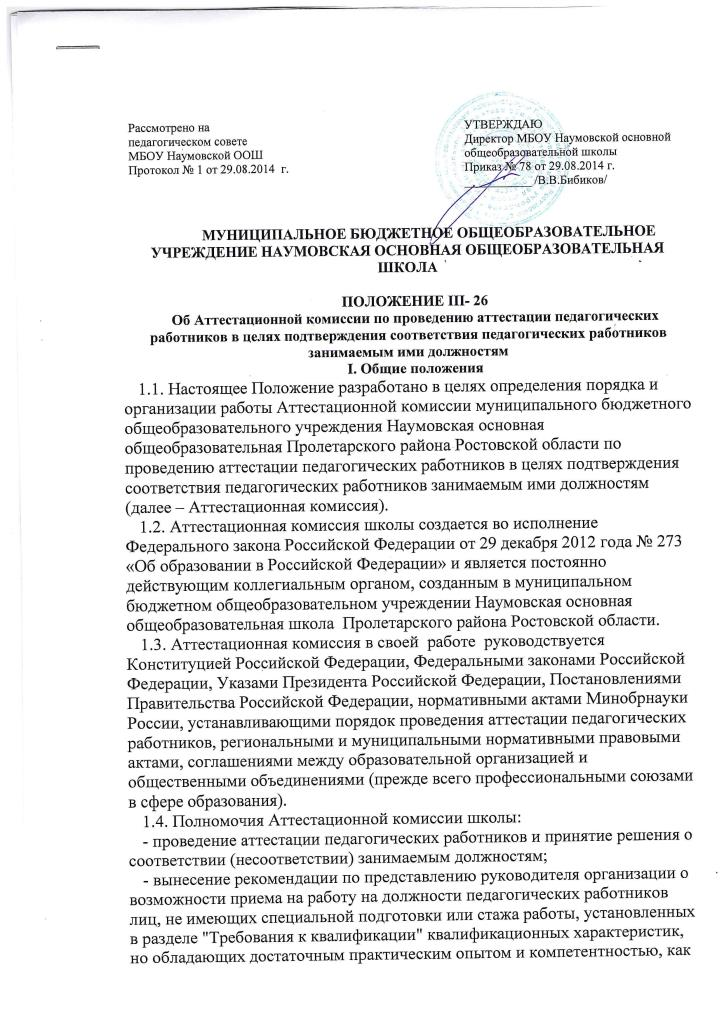 Рассмотрено на
педагогическом совете
МБОУ Наумовской ООШ
Протокол № 1 от 29.08.2014 г.
УТВЕРЖДАЮ
Директор МБОУ Наумовской основной
общеобразовательной школы
Приказ № 78 от 29.08.2014 г.
____________ /В.В.Бибиков/
МУНИЦИПАЛЬНОЕ БЮДЖЕТНОЕ ОБЩЕОБРАЗОВАТЕЛЬНОЕ
УЧРЕЖДЕНИЕ НАУМОВСКАЯ ОСНОВНАЯ ОБЩЕОБРАЗОВАТЕЛЬНАЯ
ШКОЛА
ПОЛОЖЕНИЕ III- 26
Об Аттестационной комиссии по проведению аттестации педагогических
работников в целях подтверждения соответствия педагогических работников
занимаемым ими должностям
I. Общие положения
1.1. Настоящее Положение разработано в целях определения порядка и
организации работы Аттестационной комиссии муниципального бюджетного
общеобразовательного учреждения Наумовская основная
общеобразовательная Пролетарского района Ростовской области по
проведению аттестации педагогических работников в целях подтверждения
соответствия педагогических работников занимаемым ими должностям
(далее – Аттестационная комиссия).
1.2. Аттестационная комиссия школы создается во исполнение
Федерального закона Российской Федерации от 29 декабря 2012 года № 273
«Об образовании в Российской Федерации» и является постоянно
действующим коллегиальным органом, созданным в муниципальном
бюджетном общеобразовательном учреждении Наумовская основная
общеобразовательная школа Пролетарского района Ростовской области.
1.3. Аттестационная комиссия в своей работе руководствуется
Конституцией Российской Федерации, Федеральными законами Российской
Федерации, Указами Президента Российской Федерации, Постановлениями
Правительства Российской Федерации, нормативными актами Минобрнауки
России, устанавливающими порядок проведения аттестации педагогических
работников, региональными и муниципальными нормативными правовыми
актами, соглашениями между образовательной организацией и
общественными объединениями (прежде всего профессиональными союзами
в сфере образования).
1.4. Полномочия Аттестационной комиссии школы:
- проведение аттестации педагогических работников и принятие решения о
соответствии (несоответствии) занимаемым должностям;
- вынесение рекомендации по представлению руководителя организации о
возможности приема на работу на должности педагогических работников
лиц, не имеющих специальной подготовки или стажа работы, установленных
в разделе "Требования к квалификации" квалификационных характеристик,
но обладающих достаточным практическим опытом и компетентностью, как